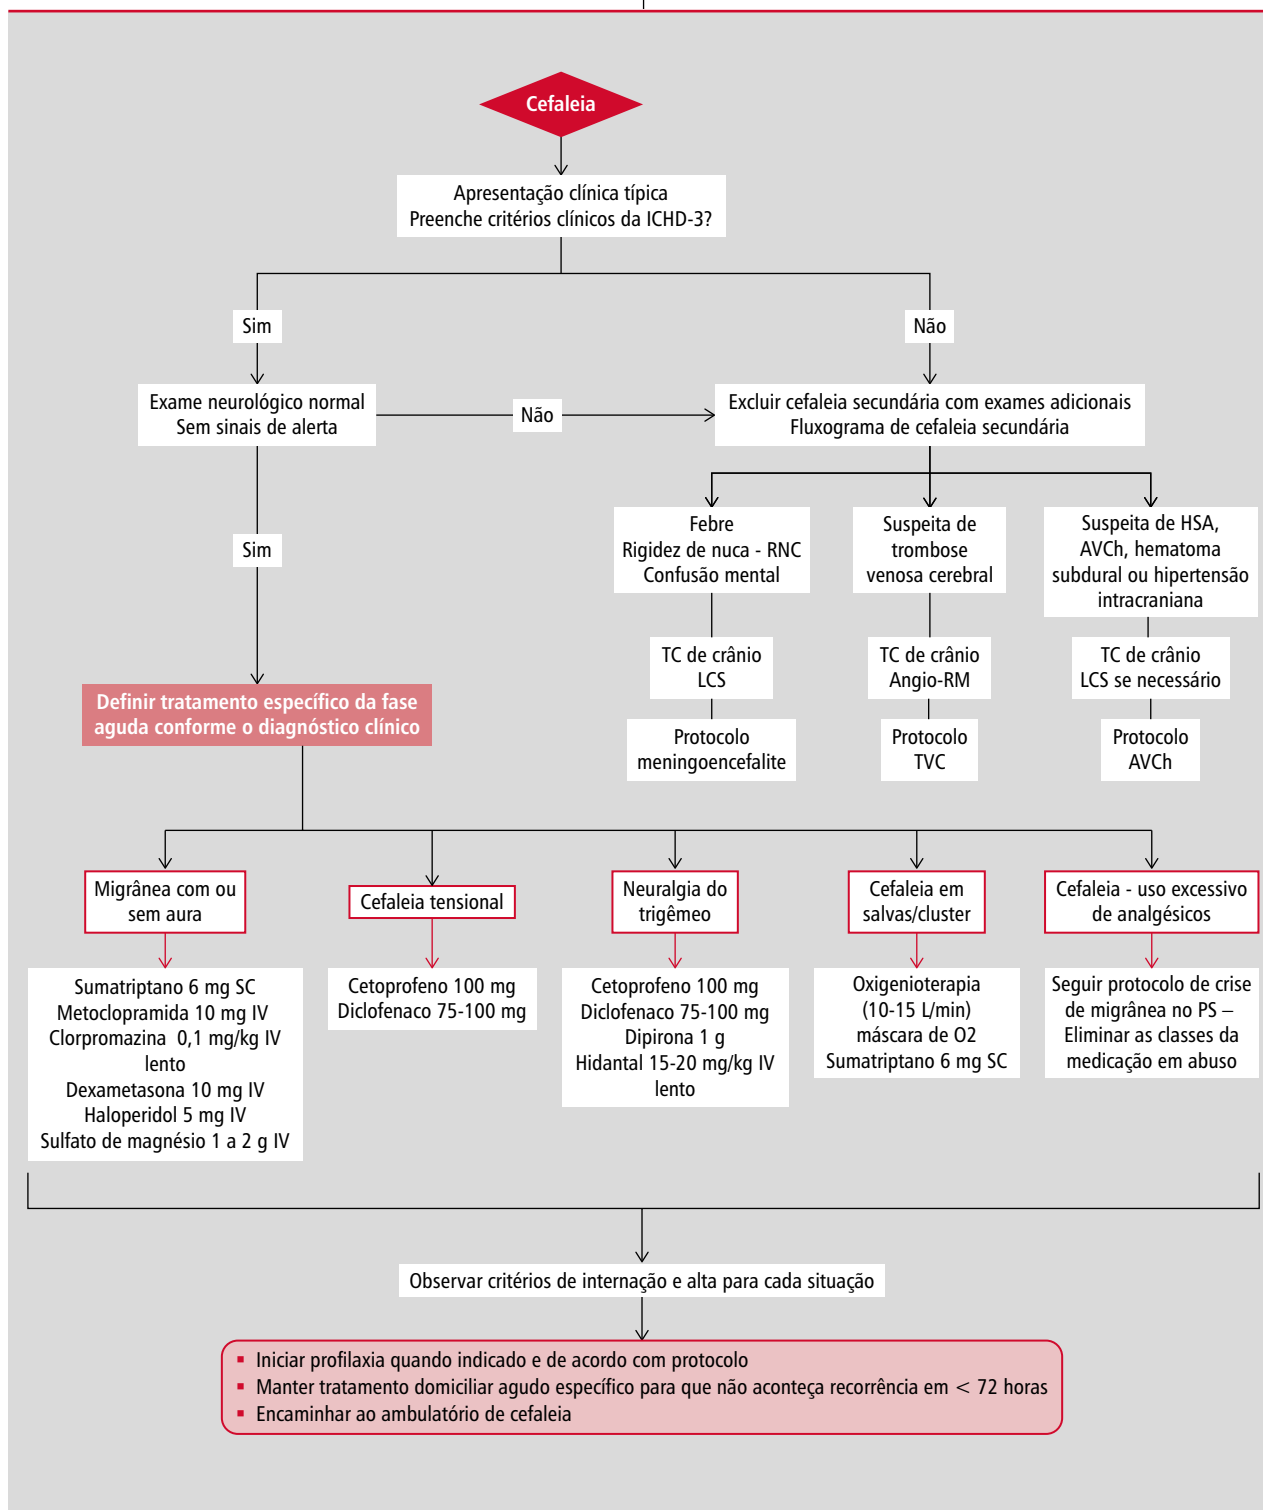 Cefaleia
Apresentação clínica típica
Preenche critérios clínicos da ICHD-3?
Sim
Não
Exame neurológico normal
Sem sinais de alerta
Não
Excluir cefaleia secundária com exames adicionais
Fluxograma de cefaleia secundária
Sim
Febre
Rigidez de nuca - RNC
Confusão mental
Suspeita de
trombose
venosa cerebral
Suspeita de HSA,
AVCh, hematoma
subdural ou hipertensão
intracraniana
TC de crânio
LCS
TC de crânio
Angio-RM
TC de crânio
LCS se necessário
Protocolo
meningoencefalite
Protocolo
TVC
Protocolo
AVCh
Definir tratamento específico da fase
aguda conforme o diagnóstico clínico
Migrânea com ou
sem aura
Cefaleia tensional
Neuralgia do
trigêmeo
Cefaleia em
salvas/cluster
Cefaleia - uso excessivo
de analgésicos
Sumatriptano 6 mg SC
Metoclopramida 10 mg IV
Clorpromazina 0,1 mg/kg IV
lento
Dexametasona 10 mg IV
Haloperidol 5 mg IV
Sulfato de magnésio 1 a 2 g IV
Cetoprofeno 100 mg
Diclofenaco 75-100 mg
Cetoprofeno 100 mg
Diclofenaco 75-100 mg
Dipirona 1 g
Hidantal 15-20 mg/kg IV
lento
Oxigenioterapia
(10-15 L/min)
máscara de O2
Sumatriptano 6 mg SC
Seguir protocolo de crise
de migrânea no PS –
Eliminar as classes da
medicação em abuso
Observar critérios de internação e alta para cada situação
▪ Iniciar profilaxia quando indicado e de acordo com protocolo
▪ Manter tratamento domiciliar agudo específico para que não aconteça recorrência em < 72 horas
▪ Encaminhar ao ambulatório de cefaleia